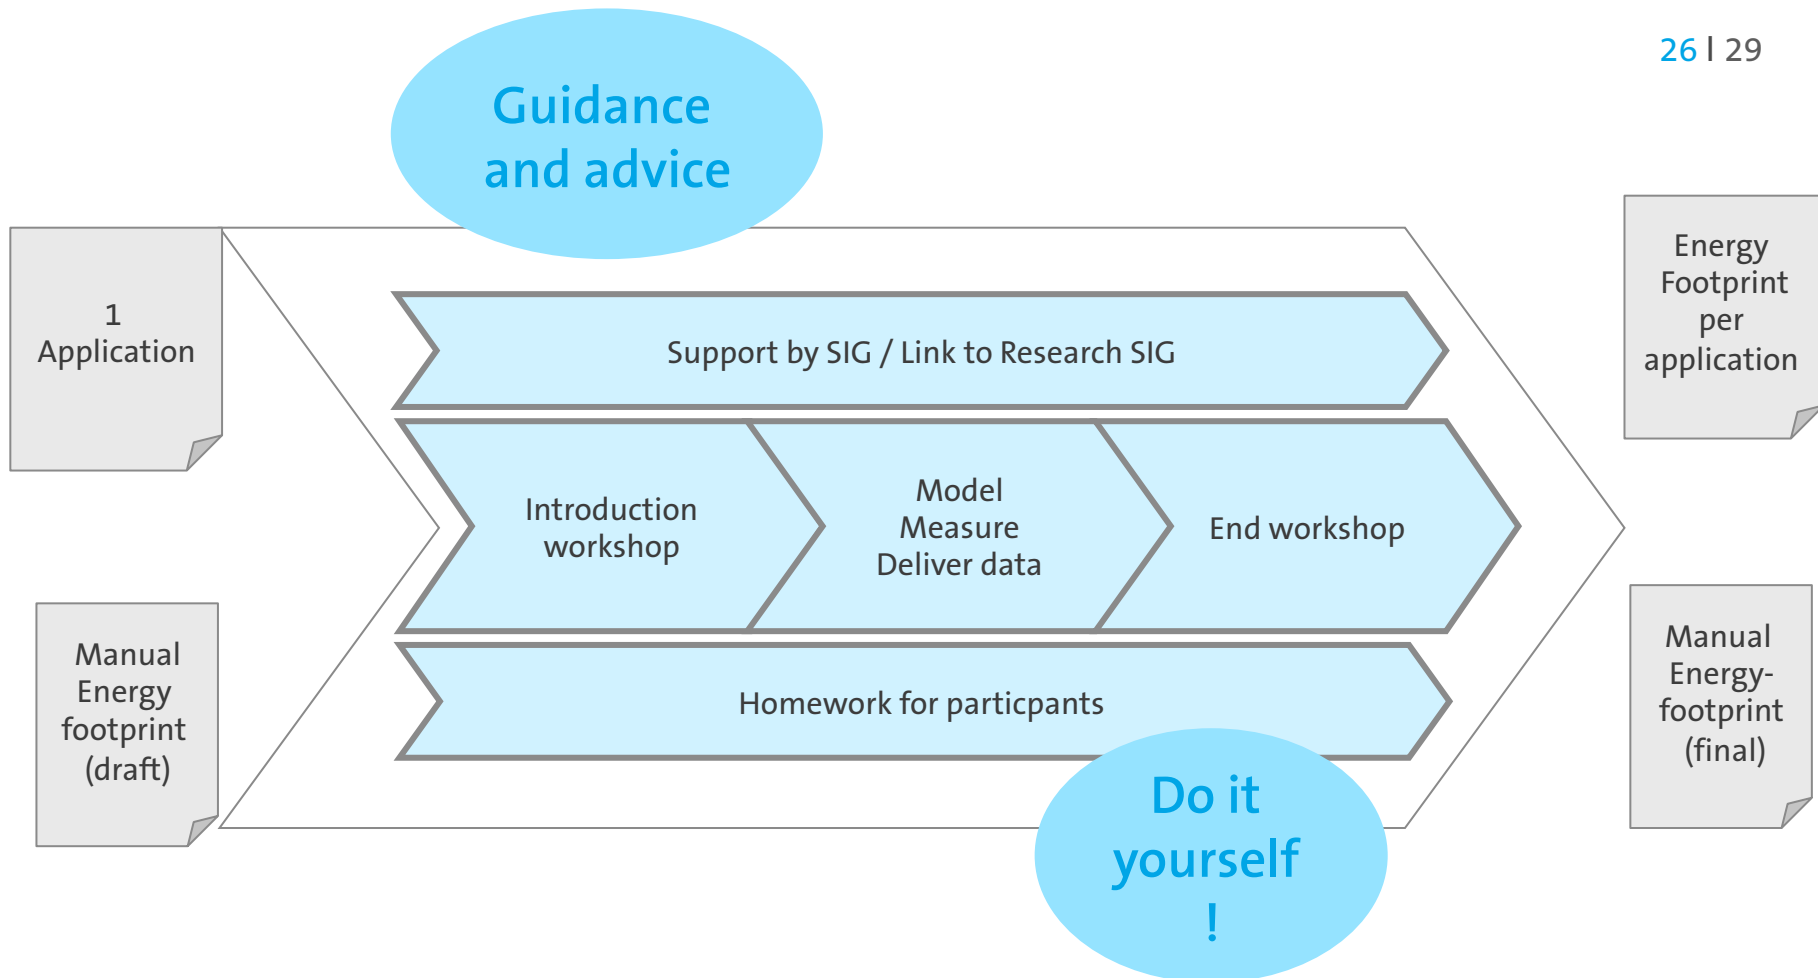 26 | 29
Guidance
and advice
1
Application
Energy
Footprint
per
application
Support by SIG / Link to Research SIG
Introduction
workshop
Model
Measure
Deliver data
End workshop
Manual
Energy
footprint
(draft)
Manual
Energy-
footprint
(final)
Homework for particpants
Do it
yourself
!